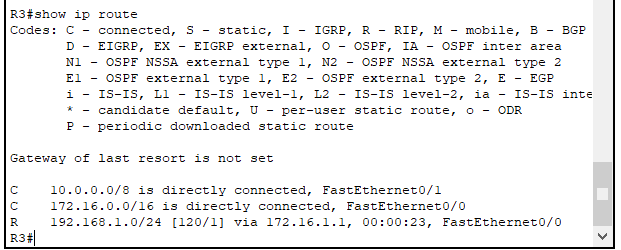 R3#show ip route
Codes: C - connected, S - static, I - IGRP, R - RIP, M - mobile, B - BGP
       D - EIGRP, EX - EIGRP external, O - OSPF, IA - OSPF inter area
       N1 - OSPF NSSA external type 1, N2 - OSPF NSSA external type 2
       E1 - OSPF external type 1, E2 - OSPF external type 2, E - EGP
       i - IS-IS, L1 - IS-IS level-1, L2 - IS-IS level-2, ia - IS-IS inte
       * - candidate default, U - per-user static route, o - ODR
       P - periodic downloaded static route

Gateway of last resort is not set

C    10.0.0.0/8 is directly connected, FastEthernet0/1
C    172.16.0.0/16 is directly connected, FastEthernet0/0
R    192.168.1.0/24 [120/1] via 172.16.1.1, 00:00:23, FastEthernet0/0
R3#